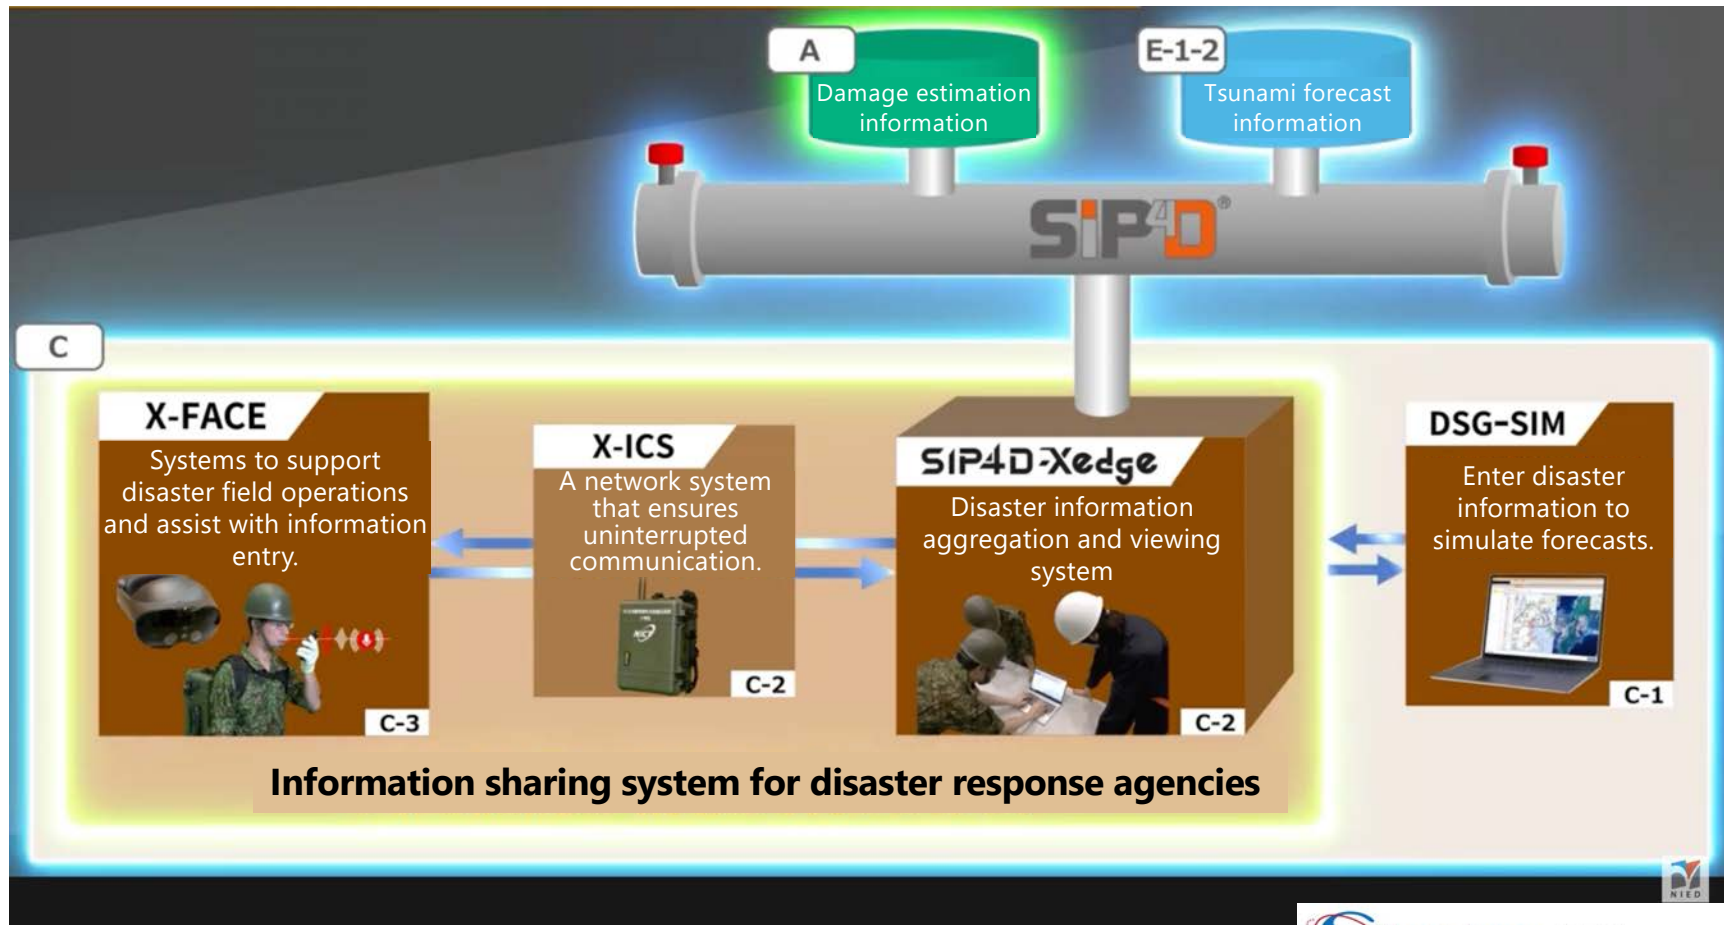 A
Damage estimation
information
E-1-2
Tsunami forecast
information
SiP4D®
C
X-FACE
Systems to support
disaster field operations
and assist with information
entry.
C-3
X-ICS
A network system
that ensures
uninterrupted
communication.
NICT
C-2
SIP4D-Xedge
Disaster information
aggregation and viewing
system
C-2
DSG-SIM
Enter disaster
information to
simulate forecasts.
C-1
Information sharing system for disaster response agencies
NIED